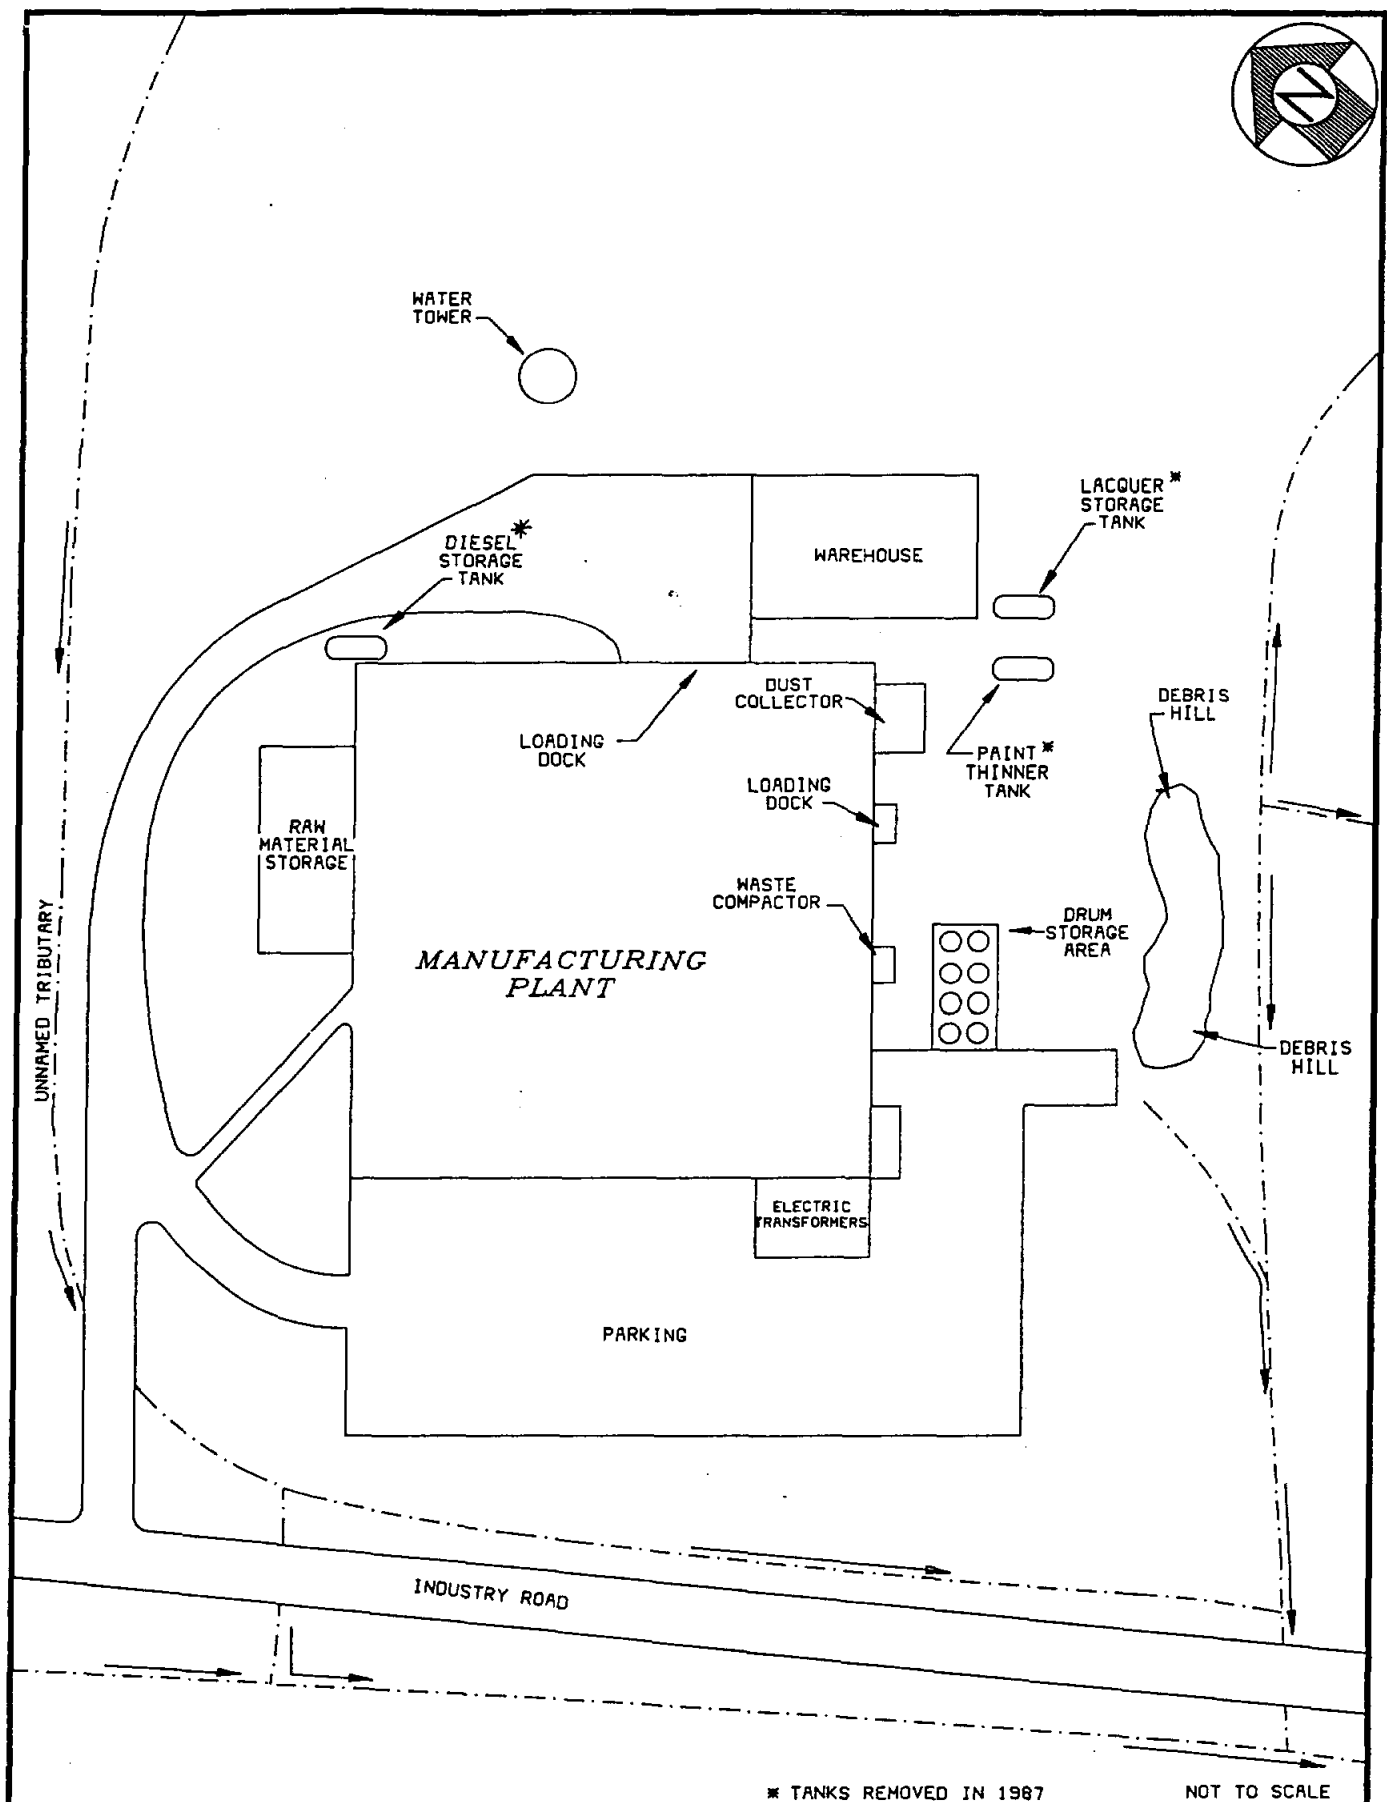 N
WATER
TOWER
LACQUER *
STORAGE
TANK
DIESEL *
STORAGE
TANK
WAREHOUSE
DUST
COLLECTOR
DEBRIS
HILL
LOADING
DOCK
PAINT *
THINNER
TANK
LOADING
DOCK
RAW
MATERIAL
STORAGE
WASTE
COMPACTOR
DRUM
STORAGE
AREA
MANUFACTURING
PLANT
UNNAMED TRIBUTARY
DEBRIS
HILL
ELECTRIC
TRANSFORMERS
PARKING
INDUSTRY ROAD
* TANKS REMOVED IN 1987
NOT TO SCALE